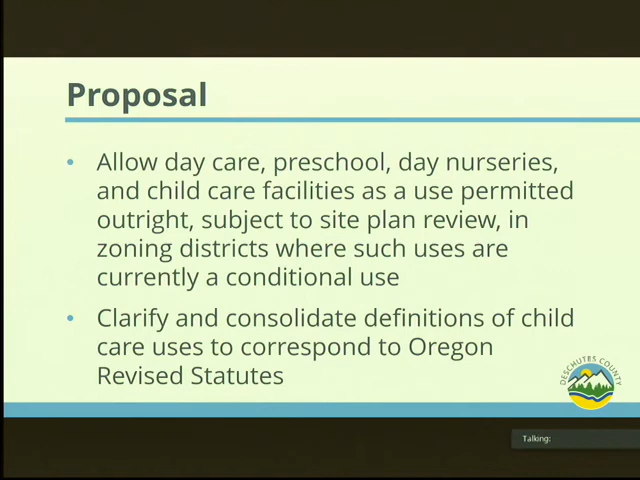 Proposal
• Allow day care, preschool, day nurseries,
and child care facilities as a use permitted
outright, subject to site plan review, in
zoning districts where such uses are
currently a conditional use
• Clarify and consolidate definitions of child
care uses to correspond to Oregon
Revised Statutes
DESCHUTES COUNTY
Talking: